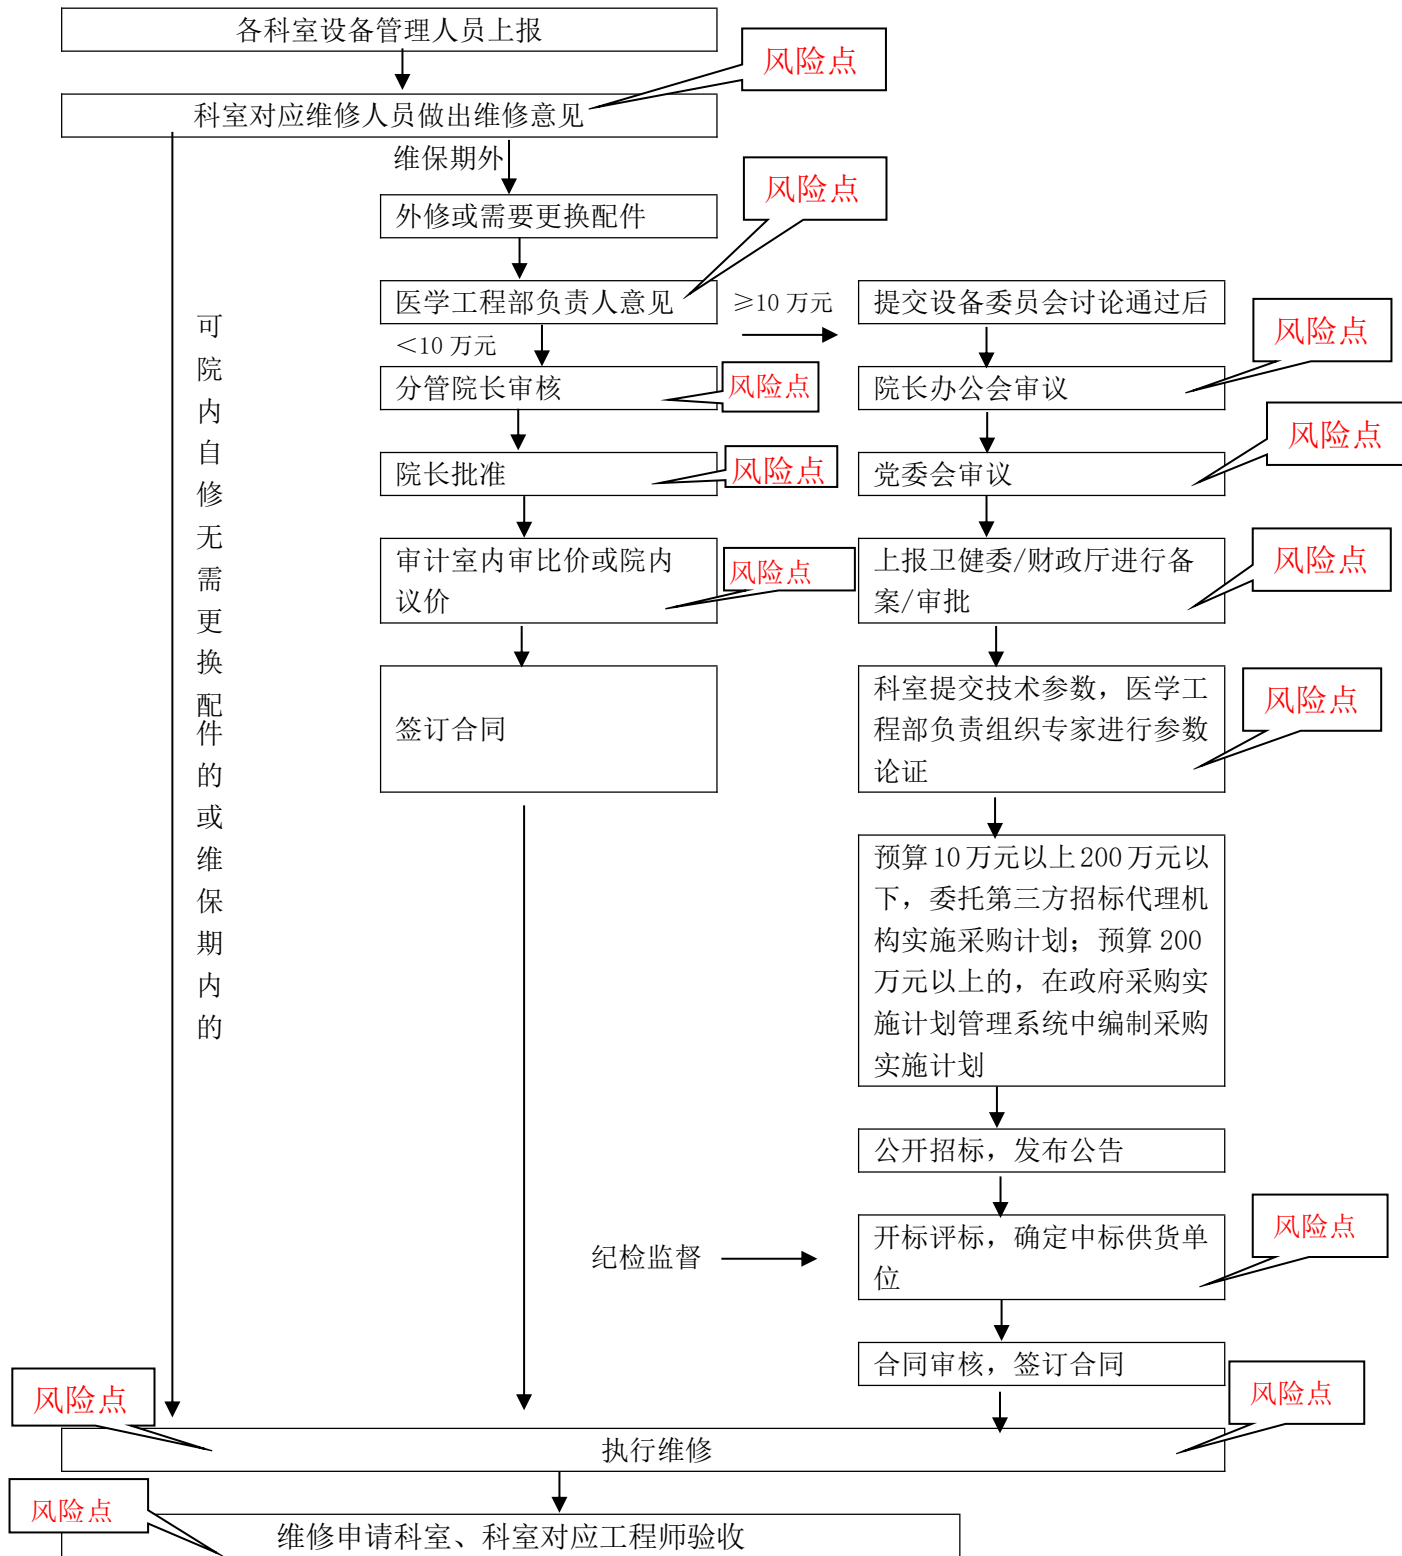 各科室设备管理人员上报
风险点
科室对应维修人员做出维修意见
维保期外
风险点
外修或需要更换配件
医学工程部负责人意见
≥10 万元
提交设备委员会讨论通过后
风险点
<10 万元
分管院长审核
风险点
院长办公会审议
风险点
院长批准
风险点
党委会审议
审计室内审比价或院内
议价
风险点
上报卫健委/财政厅进行备
案/审批
风险点
签订合同
科室提交技术参数，医学工
程部负责组织专家进行参数
论证
风险点
可院内自修无需更换配件的或维保期内的
预算 10 万元以上 200 万元以
下，委托第三方招标代理机
构实施采购计划；预算 200
万元以上的，在政府采购实
施计划管理系统中编制采购
实施计划
公开招标，发布公告
纪检监督
开标评标，确定中标供货单
位
风险点
合同审核，签订合同
风险点
风险点
执行维修
风险点
维修申请科室、科室对应工程师验收